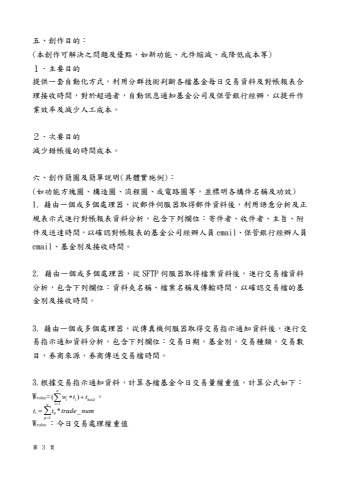 五、創作目的：
(本創作可解決之問題及優點，如新功能、元件縮減、或降低成本等)
１．主要目的
提供一套自動化方式，利用分群技術判斷各檔基金每日交易資料及對帳報表合
理接收時間，對於超過者，自動訊息通知基金公司及保管銀行經辦，以提升作
業效率及減少人工成本。
２．次要目的
減少錯帳後的時間成本。
六、創作簡圖及簡單說明(具體實施例)：
(如功能方塊圖、構造圖、流程圖、或電路圖等，並標明各構件名稱及功效)
1. 藉由一個或多個處理器，從郵件伺服器取得郵件資料後，利用語意分析及正
規表示式進行對帳報表資料分析，包含下列欄位：寄件者、收件者、主旨、附
件及送達時間，以確認對帳報表的基金公司經辦人員 email、保管銀行經辦人員
email、基金別及接收時間。
2. 藉由一個或多個處理器，從 SFTP 伺服器取得檔案資料後，進行交易檔資料
分析，包含下列欄位：資料夾名稱、檔案名稱及傳輸時間，以確認交易檔的基
金別及接收時間。
3. 藉由一個或多個處理器，從傳真機伺服器取得交易指示通知資料後，進行交
易指示通知資料分析，包含下列欄位：交易日期，基金別，交易種類，交易數
目，券商來源，券商傳送交易檔時間。
3.根據交易指示通知資料，計算各檔基金今日交易量權重值，計算公式如下：
W_today=(∑ w_i * t_i) + t_hold，
t_i = ∑ t_n * trade_num
W_today：今日交易處理權重值
第 3 頁